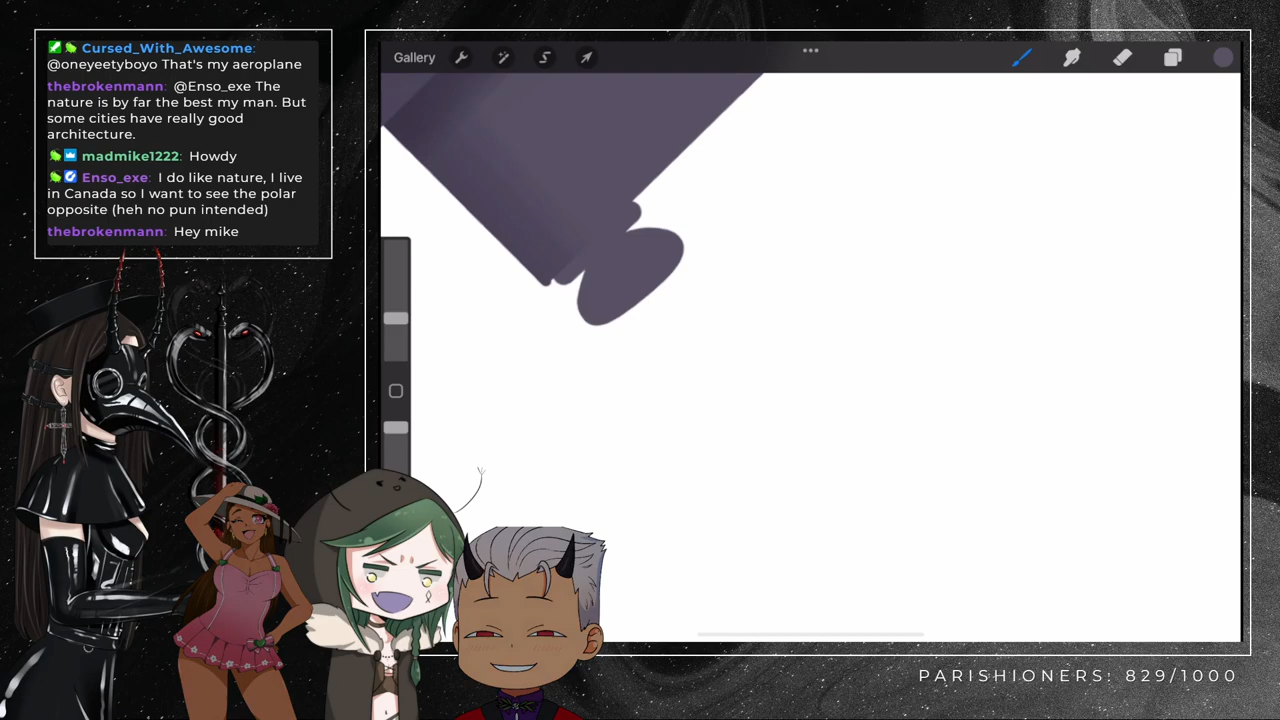 Cursed_With_Awesome:
@oneyeetyboyo That's my aeroplane
thebrokenmann: @Enso_exe The
nature is by far the best my man. But
some cities have really good
architecture.
madmike1222: Howdy
Enso_exe: I do like nature, I live
in Canada so I want to see the polar
opposite (heh no pun intended)
thebrokenmann: Hey mike
Gallery
PARISHIONERS: 829/1000